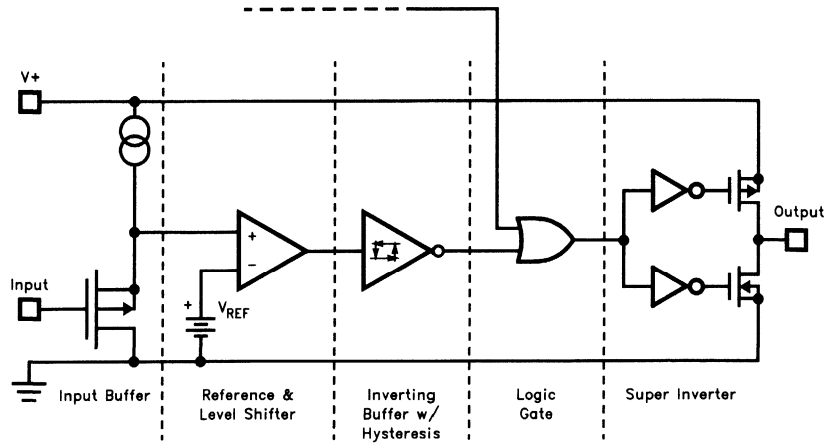 V+
Output
Input
+
−
+
V_REF
Input Buffer
Reference &
Level Shifter
Inverting
Buffer w/
Hysteresis
Logic
Gate
Super Inverter